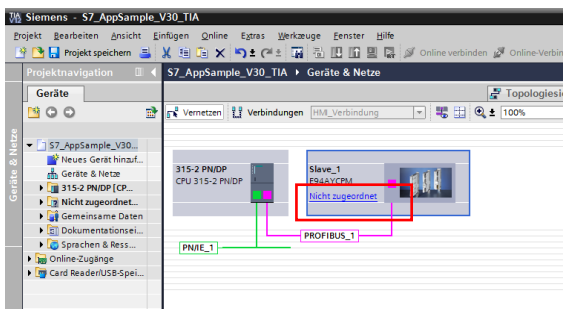 Siemens - S7_AppSample_V30_TIA
Projekt Bearbeiten Ansicht Einfügen Online Extras Werkzeuge Fenster Hilfe
Projekt speichern Online verbinden Online-Verbin
Projektnavigation S7_AppSample_V30_TIA Geräte & Netze
Geräte Topologiesi
Vernetzen Verbindungen HMI_Verbindung 100%
Geräte & Netze
S7_AppSample_V30...
Neues Gerät hinzuf...
Geräte & Netze
315-2 PN/DP [CP...
Nicht zugeordnet...
Gemeinsame Daten
Dokumentationsei...
Sprachen & Ress...
Online-Zugänge
Card Reader/USB-Spei...
315-2 PN/DP
CPU 315-2 PN/DP
Slave_1
E94AYCPM
Nicht zugeordnet
PROFIBUS_1
PN/IE_1